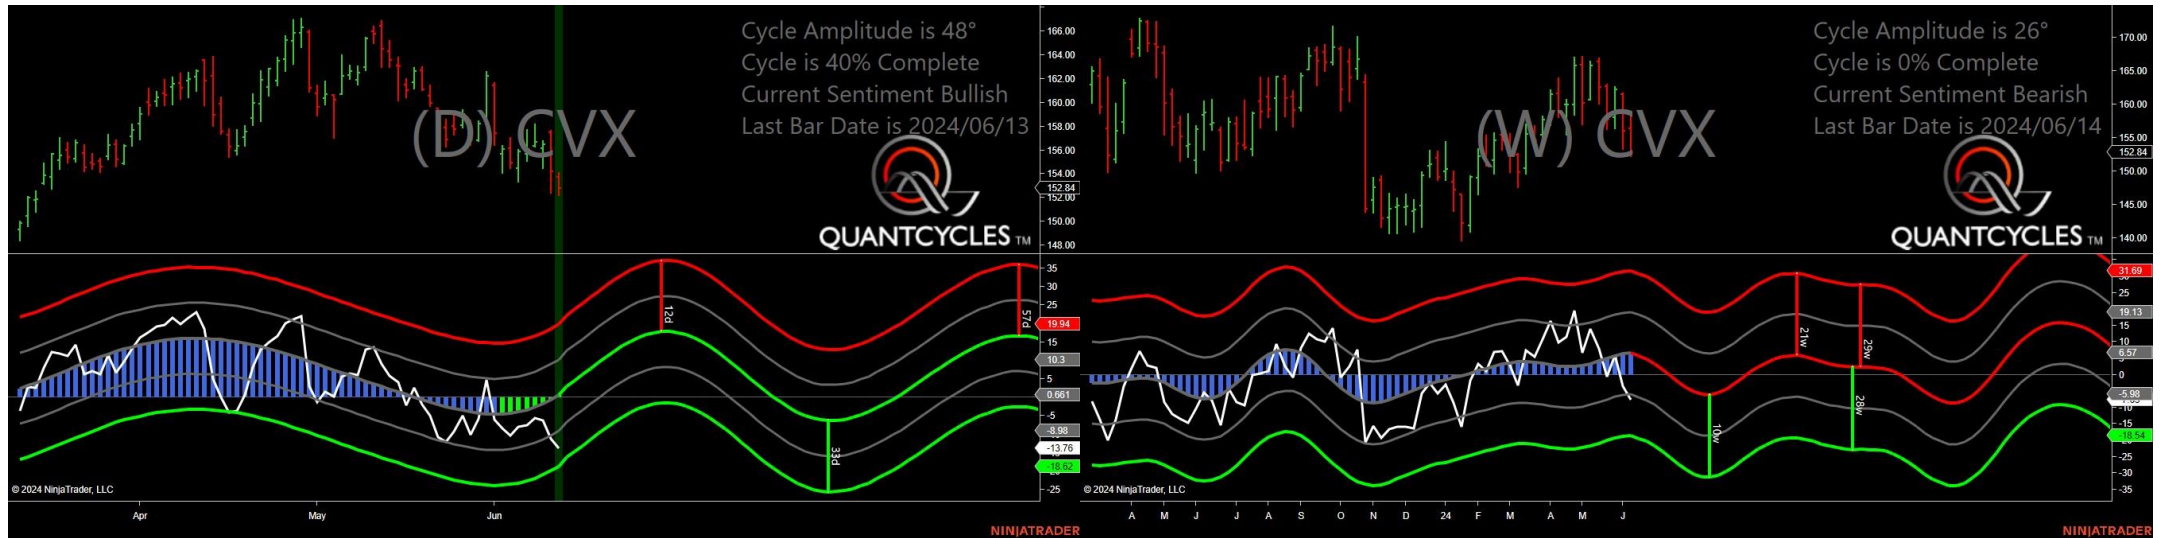 Cycle Amplitude is 48°
Cycle is 40% Complete
Current Sentiment Bullish
Last Bar Date is 2024/06/13
(D) CVX
QUANTCYCLES TM
166.00
164.00
162.00
160.00
158.00
156.00
154.00
152.84
152.00
150.00
148.00
35
30
25
19.94
15
10.3
5
0.661
-5
-8.98
-13.76
-18.62
-25
12d
33d
57d
© 2024 NinjaTrader, LLC
Apr May Jun
NINJATRADER
Cycle Amplitude is 26°
Cycle is 0% Complete
Current Sentiment Bearish
Last Bar Date is 2024/06/14
(W) CVX
QUANTCYCLES TM
170.00
165.00
160.00
155.00
152.84
150.00
145.00
140.00
31.69
25
19.13
15
10
6.57
0
-5.98
-10
-15
-18.54
-25
-30
-35
10w
21w
29w
28w
© 2024 NinjaTrader, LLC
A M J J A S O N D 24 F M A M J
NINJATRADER